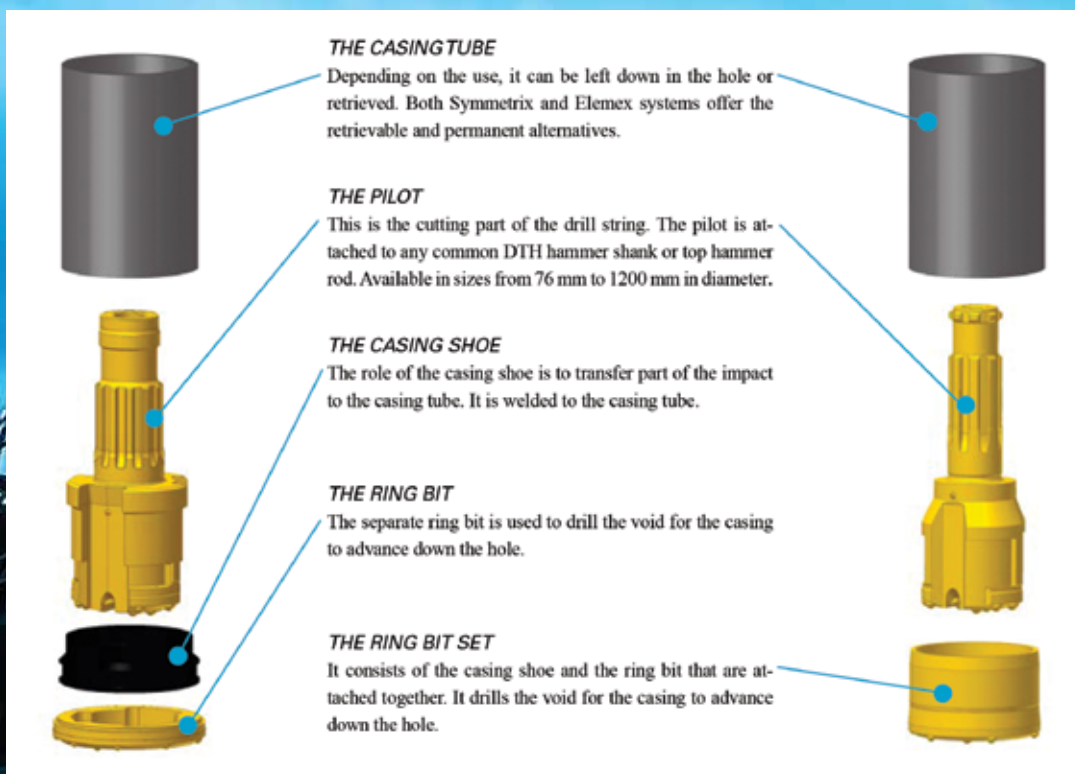 THE CASING TUBE
Depending on the use, it can be left down in the hole or
retrieved. Both Symmetrix and Elemex systems offer the
retrievable and permanent alternatives.
THE PILOT
This is the cutting part of the drill string. The pilot is at-
tached to any common DTH hammer shank or top hammer
rod. Available in sizes from 76 mm to 1200 mm in diameter.
THE CASING SHOE
The role of the casing shoe is to transfer part of the impact
to the casing tube. It is welded to the casing tube.
THE RING BIT
The separate ring bit is used to drill the void for the casing
to advance down the hole.
THE RING BIT SET
It consists of the casing shoe and the ring bit that are at-
tached together. It drills the void for the casing to advance
down the hole.